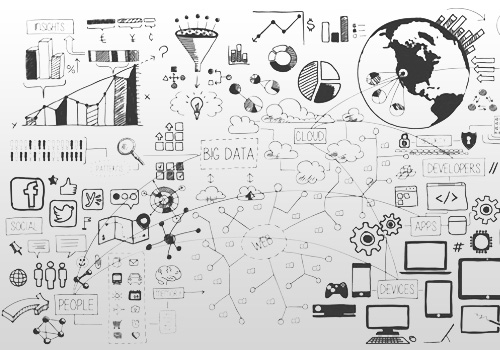 INSIGHTS
$
¥
€
?
%
X
Y
CLOUD
BIG DATA
DEVELOPERS
</>
f
SOCIAL
WEB
APPS
#
PEOPLE
DEVICES